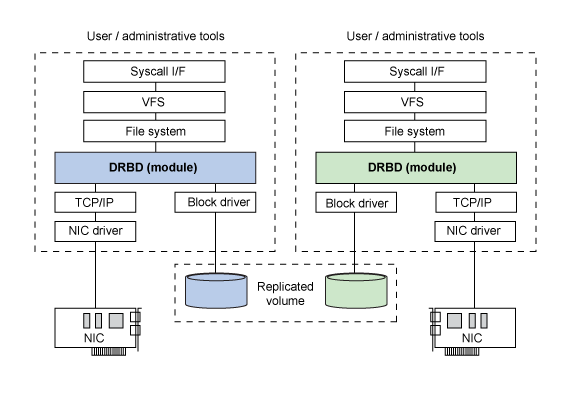 User / administrative tools
Syscall I/F
VFS
File system
DRBD (module)
TCP/IP
Block driver
NIC driver
NIC
User / administrative tools
Syscall I/F
VFS
File system
DRBD (module)
Block driver
TCP/IP
NIC driver
NIC
Replicated
volume